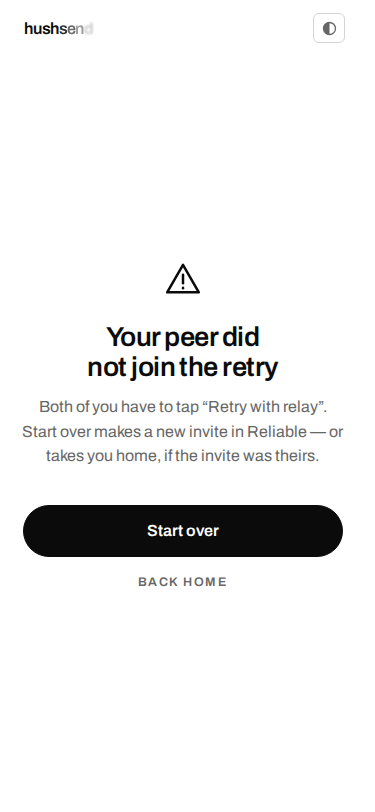 hushsend
Your peer did
not join the retry
Both of you have to tap “Retry with relay”.
Start over makes a new invite in Reliable — or
takes you home, if the invite was theirs.
Start over
BACK HOME